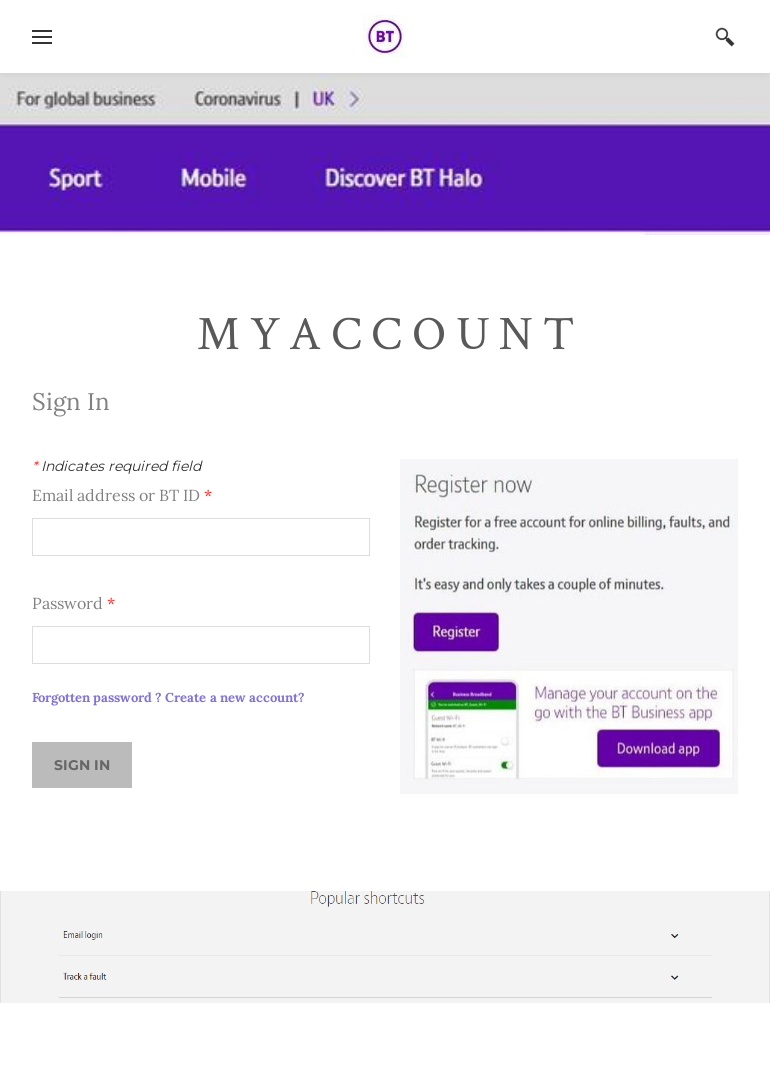 BT
For global business Coronavirus | UK
Sport Mobile Discover BT Halo
MYACCOUNT
Sign In
* Indicates required field
Email address or BT ID *
Password *
Forgotten password ? Create a new account?
SIGN IN
Register now
Register for a free account for online billing, faults, and
order tracking.
It's easy and only takes a couple of minutes.
Register
Business Broadband
Guest Wi-Fi
BT Wi-fi
Guest Wi-Fi
Manage your account on the
go with the BT Business app
Download app
Popular shortcuts
Email login
Track a fault